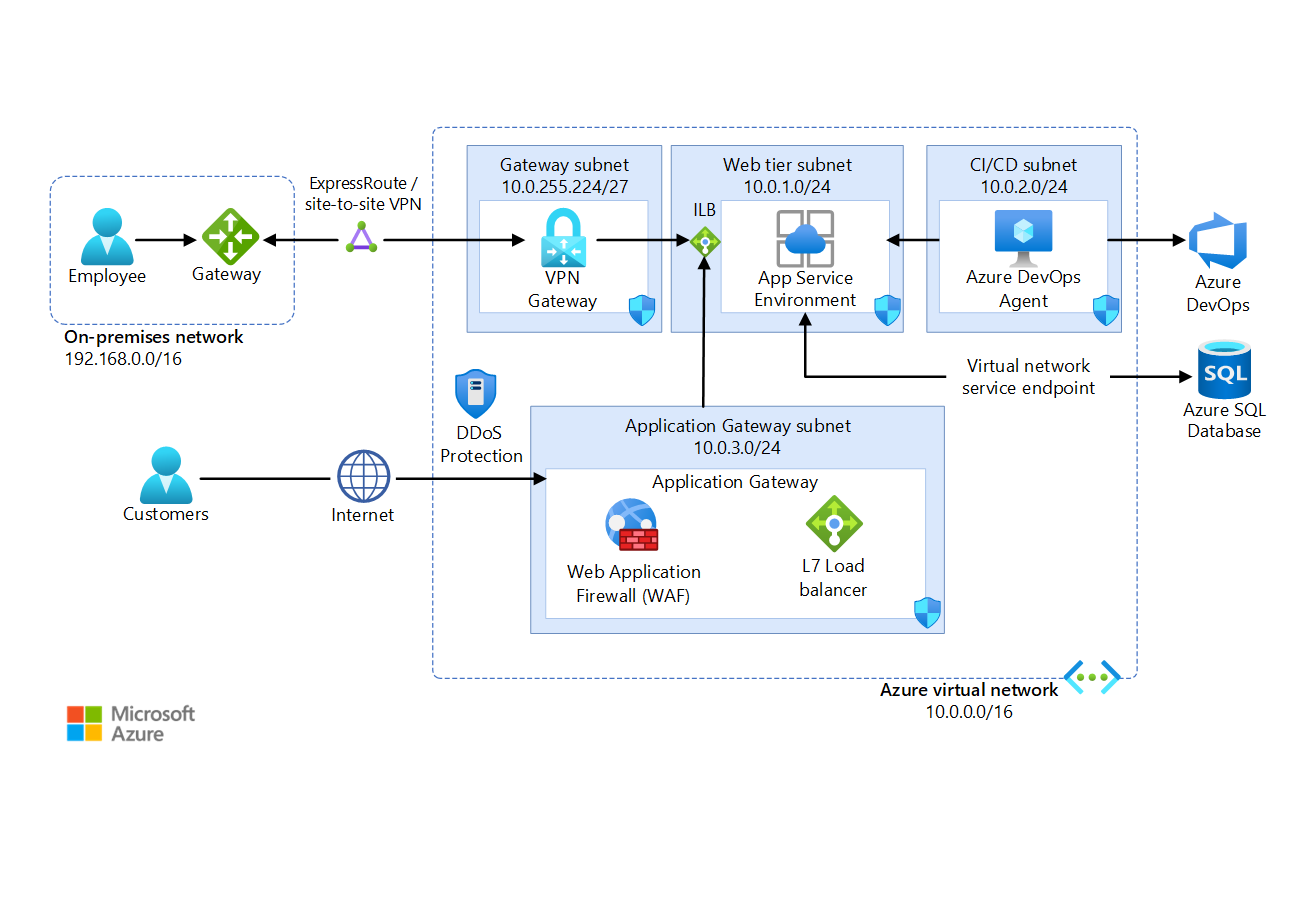 Gateway subnet
10.0.255.224/27
Web tier subnet
10.0.1.0/24
CI/CD subnet
10.0.2.0/24
ExpressRoute /
site-to-site VPN
ILB
Employee
Gateway
VPN
Gateway
App Service
Environment
Azure DevOps
Agent
Azure
DevOps
On-premises network
192.168.0.0/16
Virtual network
service endpoint
SQL
Azure SQL
Database
DDoS
Protection
Application Gateway subnet
10.0.3.0/24
Application Gateway
Customers
Internet
Web Application
Firewall (WAF)
L7 Load
balancer
Azure virtual network
10.0.0.0/16
Microsoft
Azure